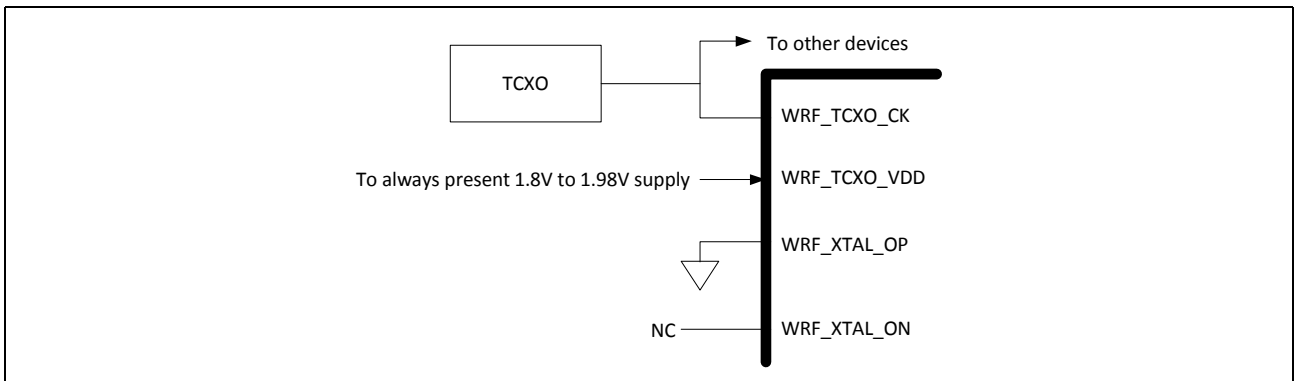 To other devices
TCXO
WRF_TCXO_CK
To always present 1.8V to 1.98V supply
WRF_TCXO_VDD
WRF_XTAL_OP
NC
WRF_XTAL_ON